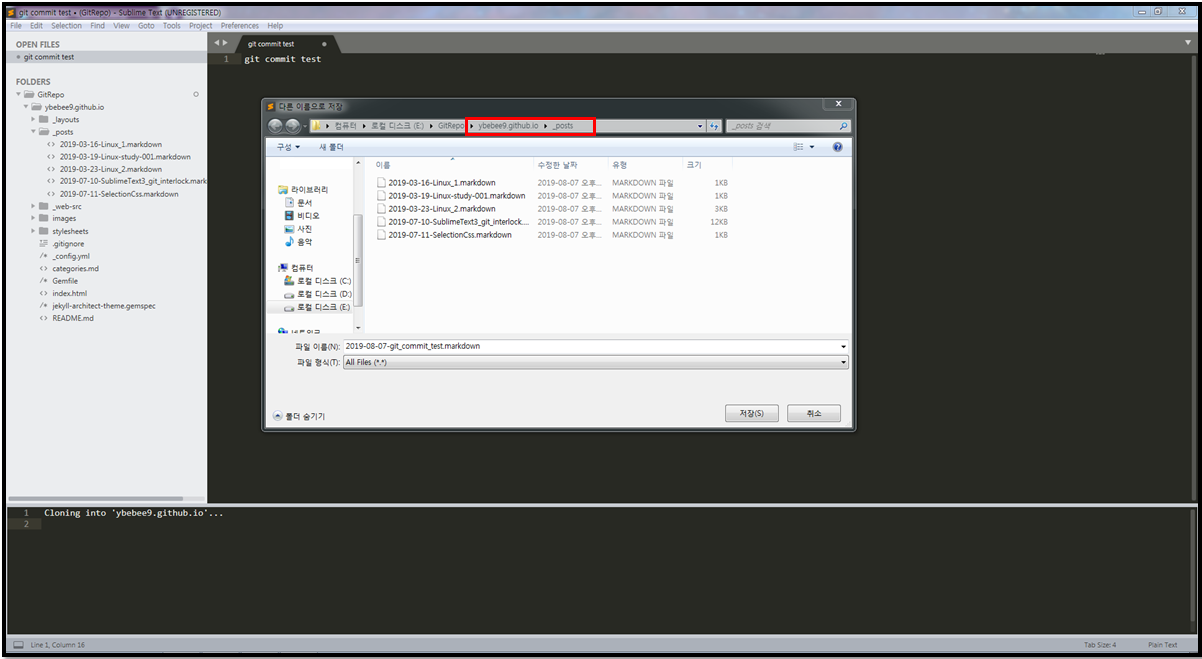 git commit test • (GitRepo) - Sublime Text (UNREGISTERED)
File Edit Selection Find View Goto Tools Project Preferences Help
OPEN FILES
git commit test
FOLDERS
GitRepo
ybebee9.github.io
_layouts
_posts
2019-03-16-Linux_1.markdown
2019-03-19-Linux-study-001.markdown
2019-03-23-Linux_2.markdown
2019-07-10-SublimeText3_git_interlock.mark
2019-07-11-SelectionCss.markdown
_web-src
images
stylesheets
.gitignore
/* _config.yml
<> categories.md
/* Gemfile
<> index.html
/* jekyll-architect-theme.gemspec
<> README.md
git commit test
1 git commit test
다른 이름으로 저장
컴퓨터 ▸ 로컬 디스크 (E:) ▸ GitRepo ▸ ybebee9.github.io ▸ _posts
_posts 검색
구성 새 폴더
이름 수정한 날짜 유형 크기
2019-03-16-Linux_1.markdown 2019-08-07 오후... MARKDOWN 파일 1KB
2019-03-19-Linux-study-001.markdown 2019-08-07 오후... MARKDOWN 파일 1KB
2019-03-23-Linux_2.markdown 2019-08-07 오후... MARKDOWN 파일 3KB
2019-07-10-SublimeText3_git_interlock.... 2019-08-07 오후... MARKDOWN 파일 12KB
2019-07-11-SelectionCss.markdown 2019-08-07 오후... MARKDOWN 파일 1KB
라이브러리
문서
비디오
사진
음악
컴퓨터
로컬 디스크 (C:)
로컬 디스크 (D:)
로컬 디스크 (E:)
네트워크
파일 이름(N): 2019-08-07-git_commit_test.markdown
파일 형식(T): All Files (*.*)
폴더 숨기기
저장(S) 취소
1 Cloning into 'ybebee9.github.io'...
2
Line 1, Column 16
Tab Size: 4 Plain Text